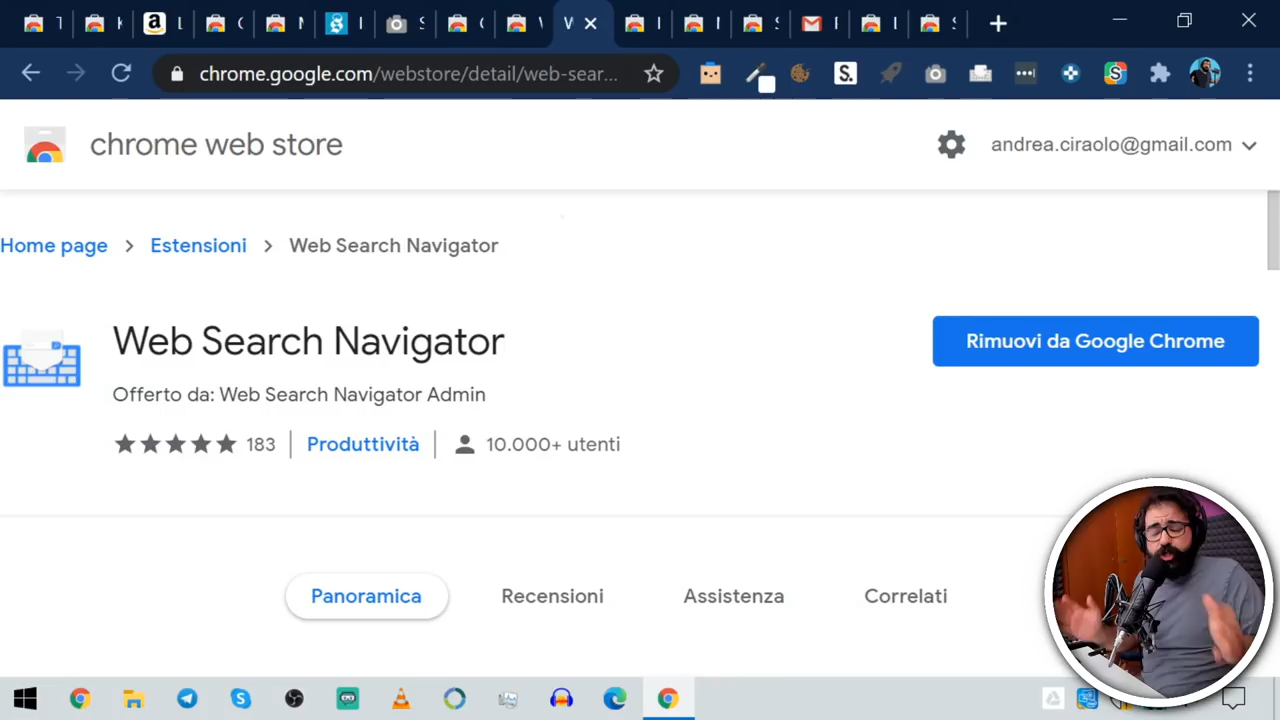 chrome.google.com/webstore/detail/web-sear...
chrome web store
andrea.ciraolo@gmail.com
Home page > Estensioni > Web Search Navigator
Web Search Navigator
Rimuovi da Google Chrome
Offerto da: Web Search Navigator Admin
183 Produttività 10.000+ utenti
Panoramica Recensioni Assistenza Correlati